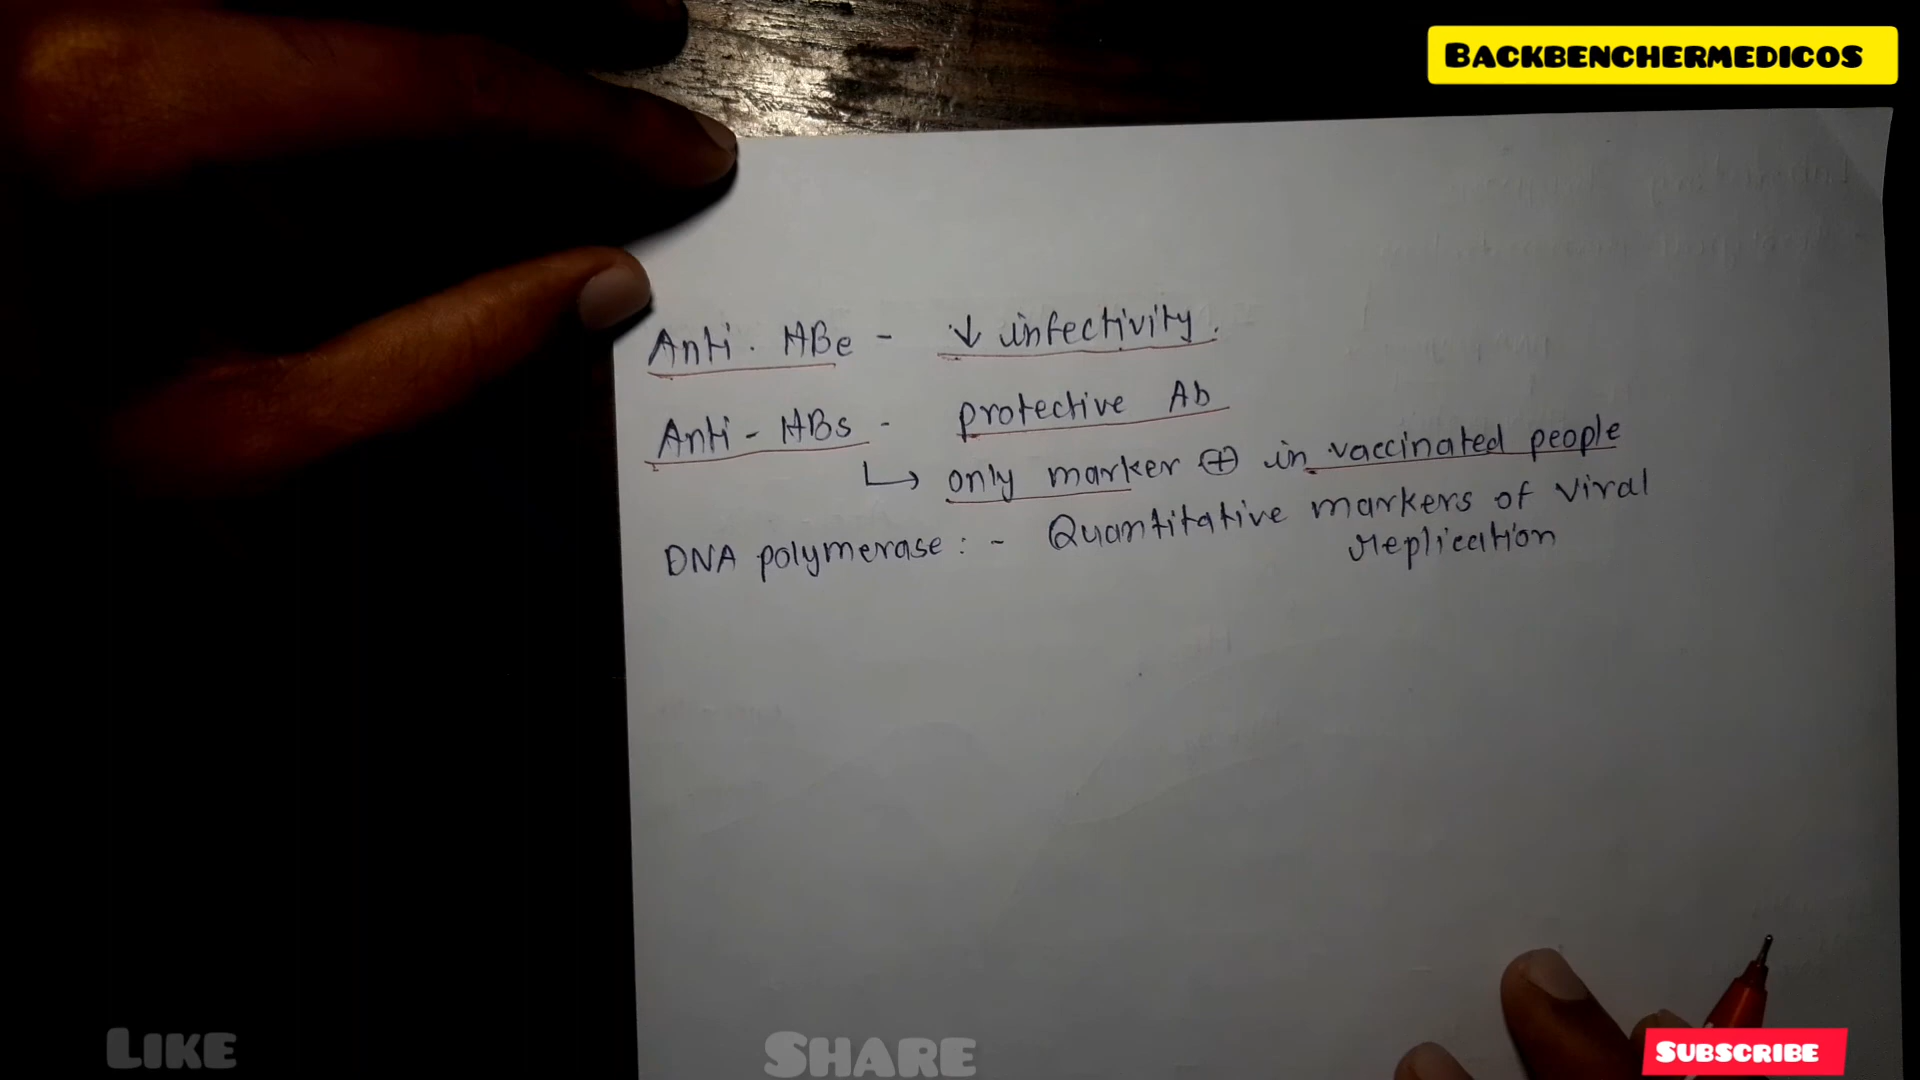 BACKBENCHERMEDICOS
Anti. HBe - ↓ infectivity.
Anti - HBs - protective Ab
↳ only marker ⊕ in vaccinated people
DNA polymerase : - Quantitative markers of viral
replication
LIKE
SHARE
SUBSCRIBE